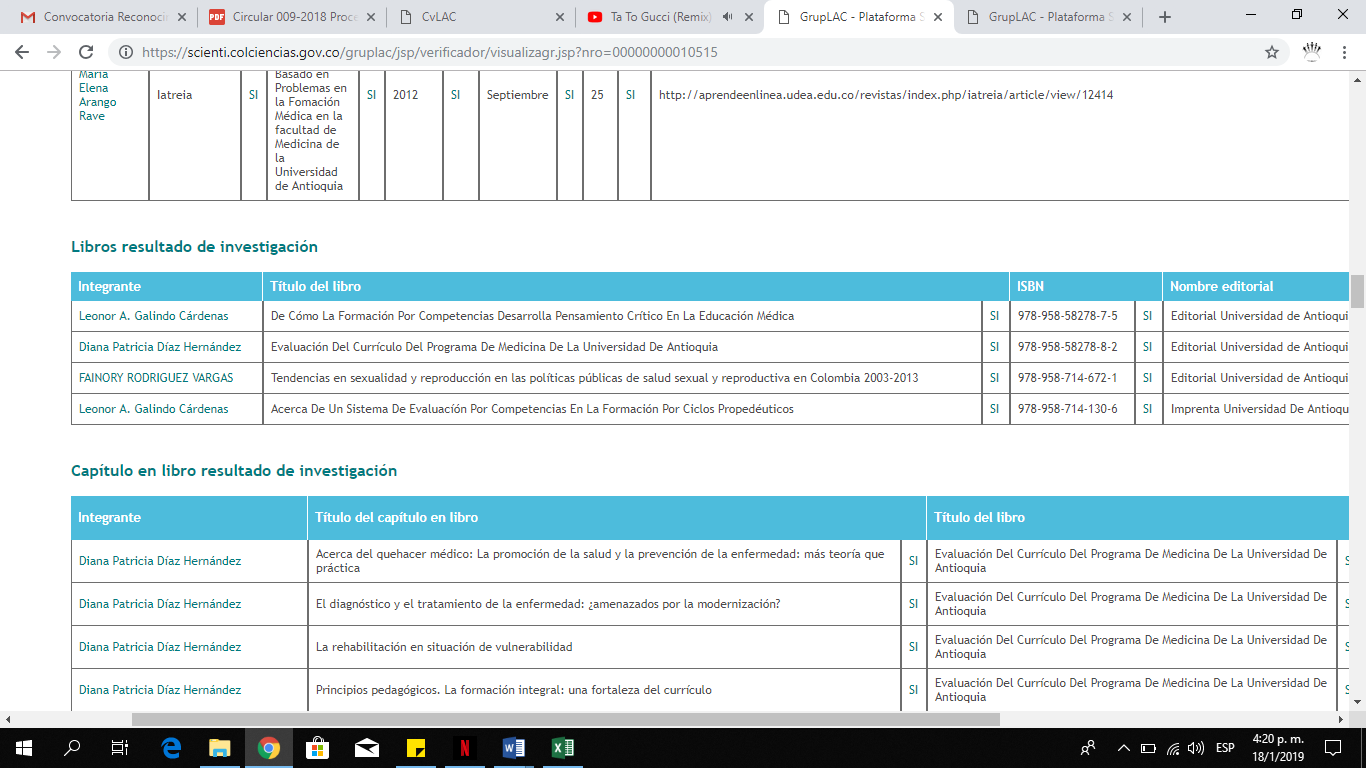 Convocatoria Reconoci
Circular 009-2018 Proce
CvLAC
Ta To Gucci (Remix)
GrupLAC - Plataforma S
GrupLAC - Plataforma S
https://scienti.colciencias.gov.co/gruplac/jsp/verificador/visualizagr.jsp?nro=00000000010515
María
Elena
Arango
Rave
Iatreia
SI
Basado en
Problemas en
la Fomación
Médica en la
facultad de
Medicina de
la
Universidad
de Antioquia
SI
2012
SI
Septiembre
SI
25
SI
http://aprendeenlinea.udea.edu.co/revistas/index.php/iatreia/article/view/12414
Libros resultado de investigación
Integrante Título del libro ISBN Nombre editorial
Leonor A. Galindo Cárdenas De Cómo La Formación Por Competencias Desarrolla Pensamiento Crítico En La Educación Médica SI 978-958-58278-7-5 SI Editorial Universidad de Antioqui
Diana Patricia Díaz Hernández Evaluación Del Currículo Del Programa De Medicina De La Universidad De Antioquia SI 978-958-58278-8-2 SI Editorial Universidad de Antioqui
FAINORY RODRIGUEZ VARGAS Tendencias en sexualidad y reproducción en las políticas públicas de salud sexual y reproductiva en Colombia 2003-2013 SI 978-958-714-672-1 SI Editorial Universidad de Antioqui
Leonor A. Galindo Cárdenas Acerca De Un Sistema De Evaluación Por Competencias En La Formación Por Ciclos Propedéuticos SI 978-958-714-130-6 SI Imprenta Universidad De Antioqu
Capítulo en libro resultado de investigación
Integrante Título del capítulo en libro Título del libro
Diana Patricia Díaz Hernández
Acerca del quehacer médico: La promoción de la salud y la prevención de la enfermedad: más teoría que
práctica
SI
Evaluación Del Currículo Del Programa De Medicina De La Universidad De
Antioquia
S
Diana Patricia Díaz Hernández
El diagnóstico y el tratamiento de la enfermedad: ¿amenazados por la modernización?
SI
Evaluación Del Currículo Del Programa De Medicina De La Universidad De
Antioquia
S
Diana Patricia Díaz Hernández
La rehabilitación en situación de vulnerabilidad
SI
Evaluación Del Currículo Del Programa De Medicina De La Universidad De
Antioquia
S
Diana Patricia Díaz Hernández
Principios pedagógicos. La formación integral: una fortaleza del currículo
SI
Evaluación Del Currículo Del Programa De Medicina De La Universidad De
Antioquia
S
ESP
4:20 p. m.
18/1/2019